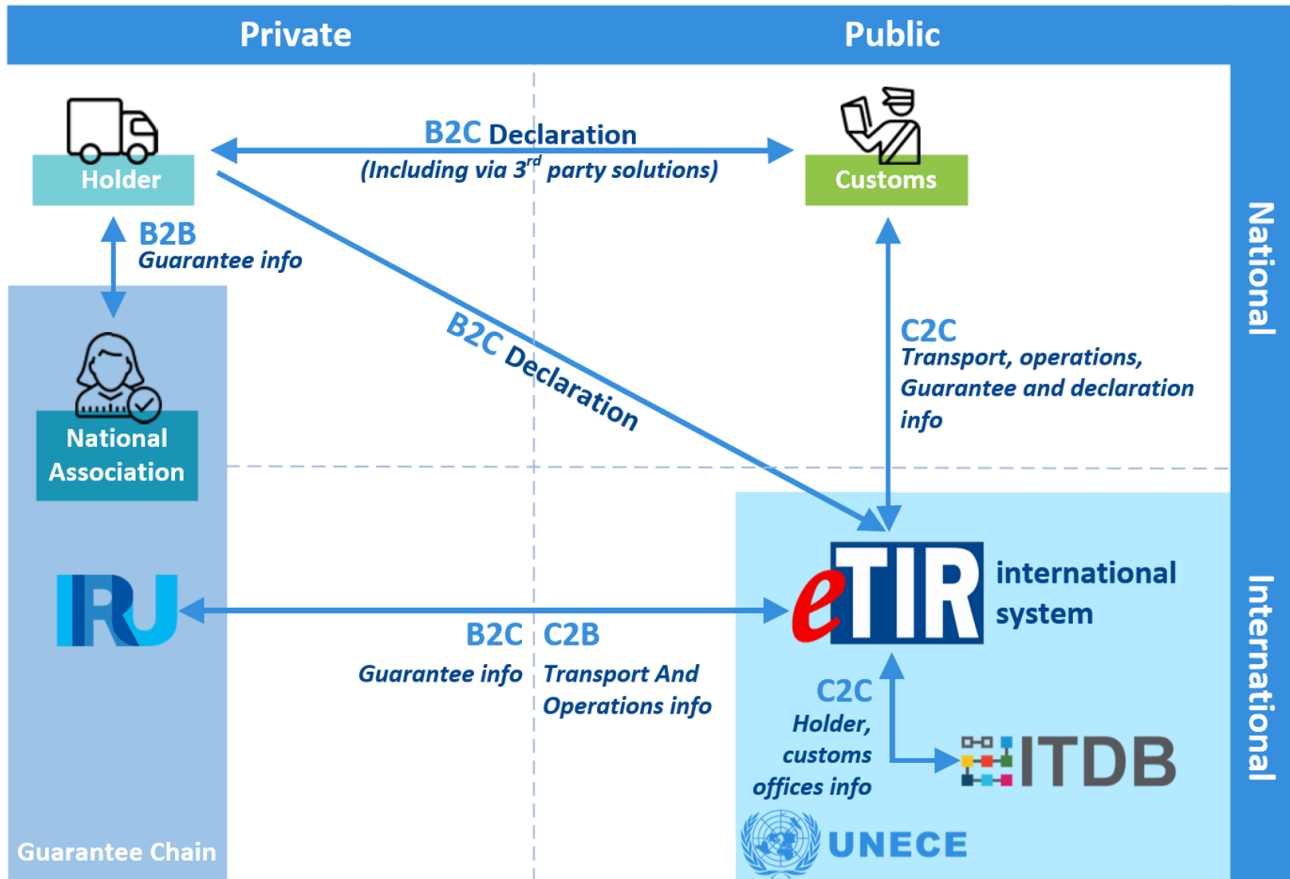 Private
Public
National
International
Holder
B2C Declaration
(Including via 3rd party solutions)
Customs
B2B
Guarantee info
B2C Declaration
C2C
Transport, operations,
Guarantee and declaration
info
National
Association
IRU
eTIR
international
system
B2C
Guarantee info
C2B
Transport And
Operations info
C2C
Holder,
customs
offices info
ITDB
UNECE
Guarantee Chain